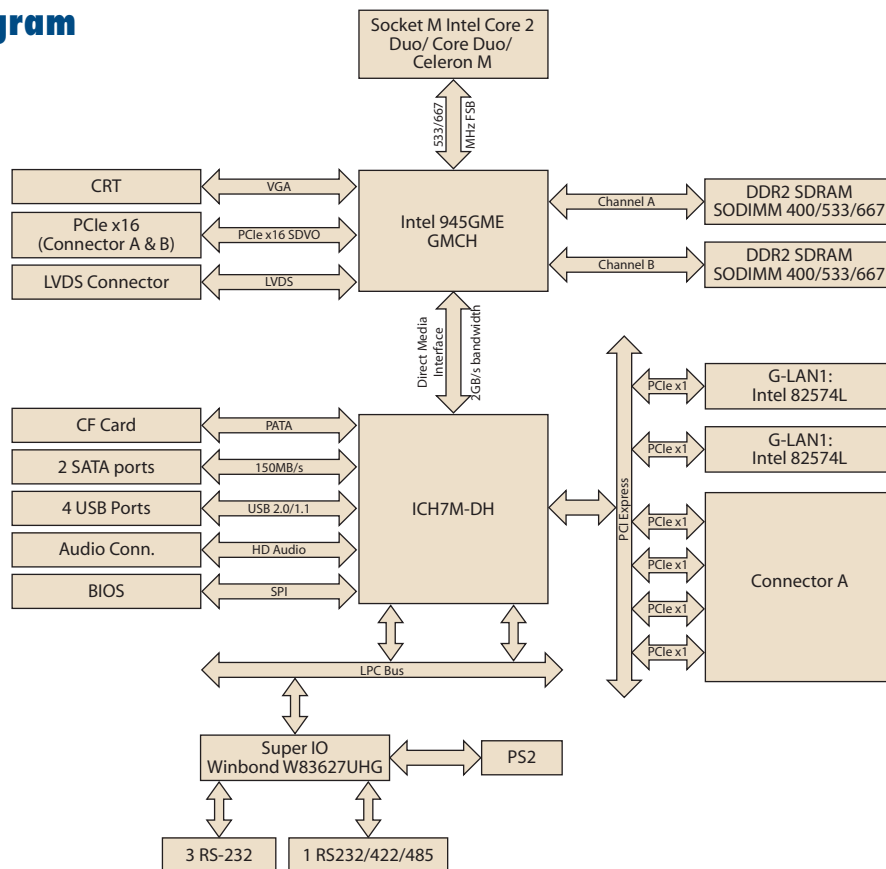 gram
Socket M Intel Core 2
Duo/ Core Duo/
Celeron M
533/667
MHz FSB
CRT
VGA
PCIe x16
(Connector A & B)
PCIe x16 SDVO
LVDS Connector
LVDS
Intel 945GME
GMCH
Channel A
DDR2 SDRAM
SODIMM 400/533/667
Channel B
DDR2 SDRAM
SODIMM 400/533/667
Direct Media
Interface
2GB/s bandwidth
CF Card
PATA
2 SATA ports
150MB/s
4 USB Ports
USB 2.0/1.1
Audio Conn.
HD Audio
BIOS
SPI
ICH7M-DH
PCI Express
PCIe x1
G-LAN1:
Intel 82574L
PCIe x1
G-LAN1:
Intel 82574L
PCIe x1
PCIe x1
PCIe x1
PCIe x1
Connector A
LPC Bus
Super IO
Winbond W83627UHG
PS2
3 RS-232
1 RS232/422/485